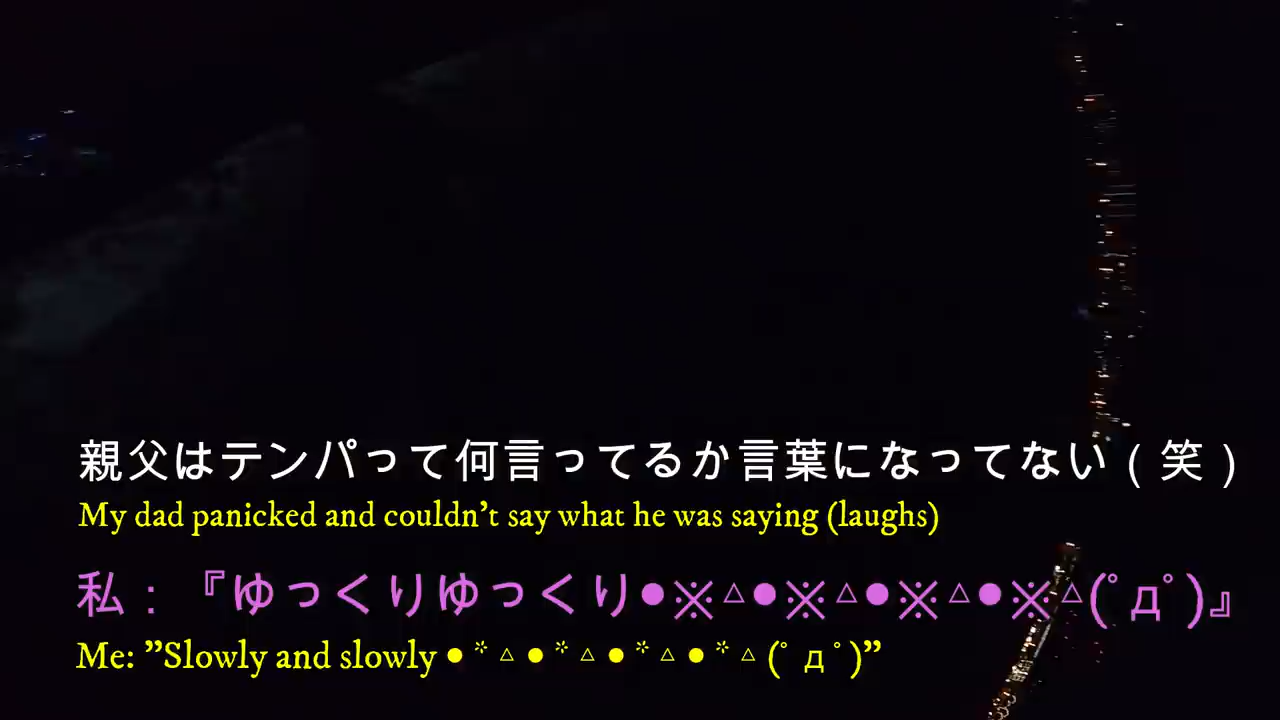 親父はテンパって何言ってるか言葉になってない（笑）
My dad panicked and couldn't say what he was saying (laughs)
私：『ゆっくりゆっくり●※△●※△●※△●※△(ﾟдﾟ)』
Me: "Slowly and slowly ● * △ ● * △ ● * △ ● * △ (ﾟ д ﾟ)"